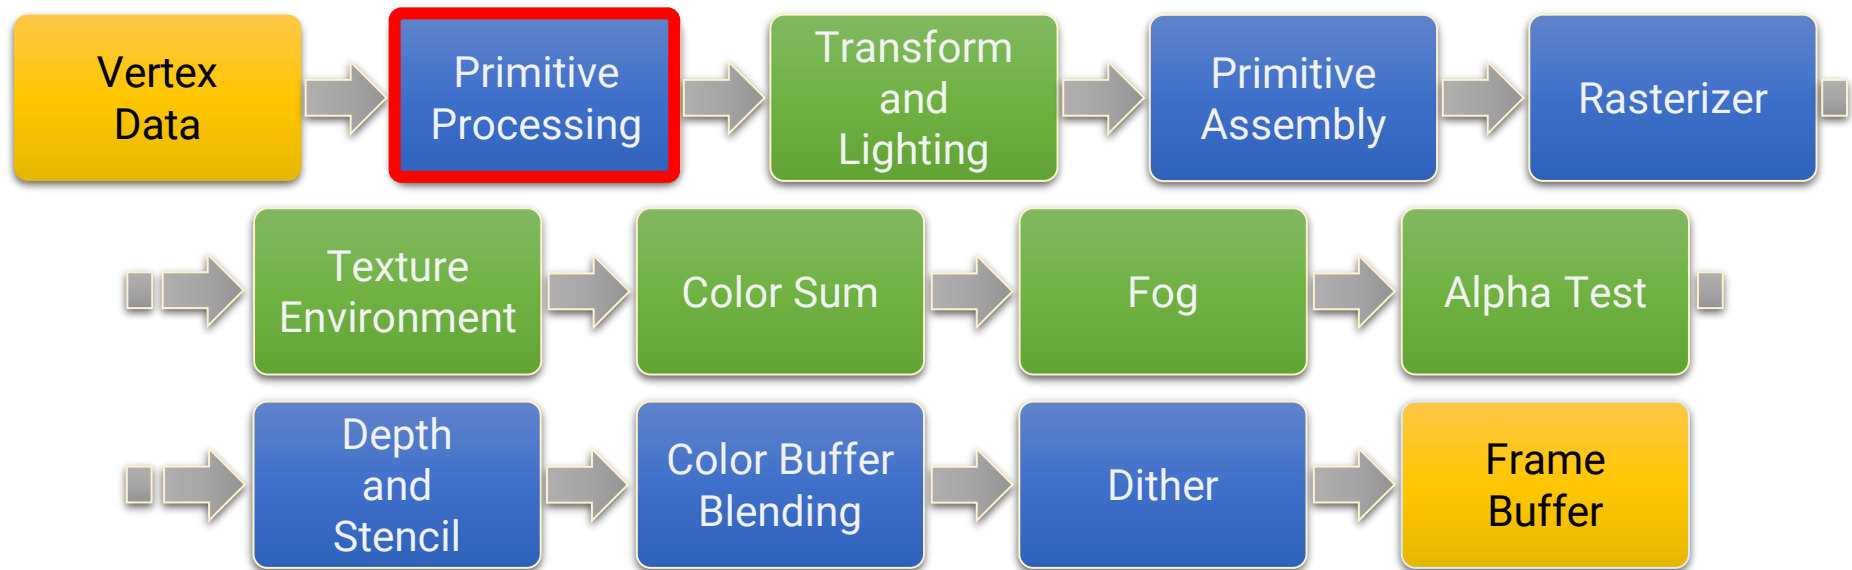 Vertex
Data
Primitive
Processing
Transform
and
Lighting
Primitive
Assembly
Rasterizer
Texture
Environment
Color Sum
Fog
Alpha Test
Depth
and
Stencil
Color Buffer
Blending
Dither
Frame
Buffer